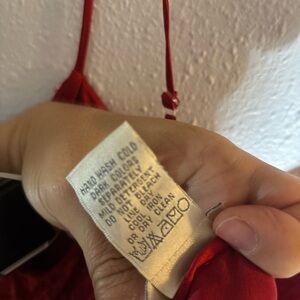 HAND WASH COLD
DARK COLORS
SEPARATELY
MILD DETERGENT
DO NOT BLEACH
LINE DRY
COOL IRON
OR DRY CLEAN